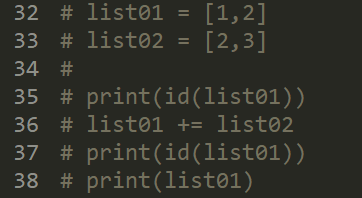 32 # list01 = [1,2]
33 # list02 = [2,3]
34 #
35 # print(id(list01))
36 # list01 += list02
37 # print(id(list01))
38 # print(list01)